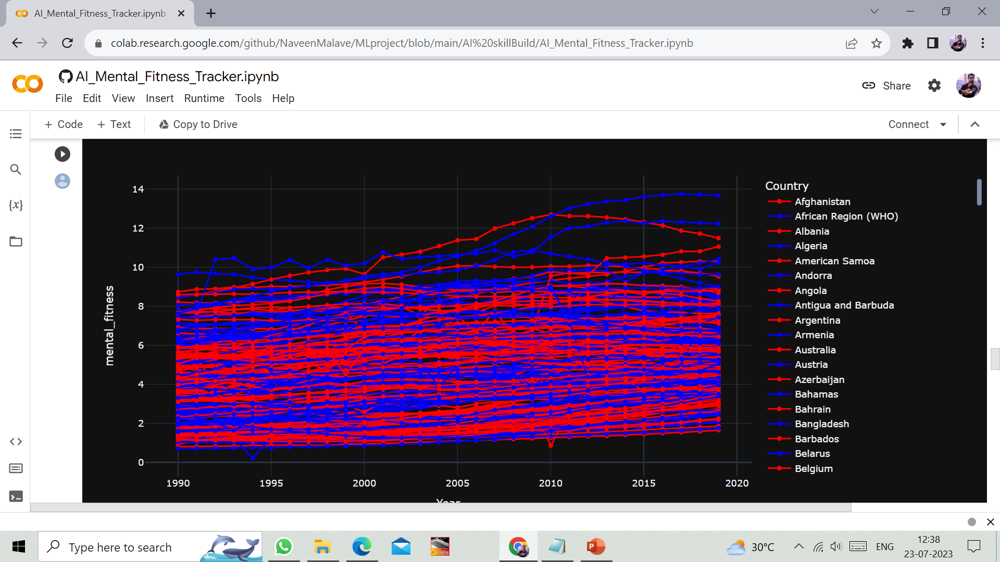 AI_Mental_Fitness_Tracker.ipynb
colab.research.google.com/github/NaveenMalave/MLproject/blob/main/AI%20skillBuild/AI_Mental_Fitness_Tracker.ipynb
AI_Mental_Fitness_Tracker.ipynb
File Edit View Insert Runtime Tools Help
Share
+ Code + Text Copy to Drive
Connect
{x}
mental_fitness
14
12
10
8
6
4
2
0
1990 1995 2000 2005 2010 2015 2020
Year
Country
Afghanistan
African Region (WHO)
Albania
Algeria
American Samoa
Andorra
Angola
Antigua and Barbuda
Argentina
Armenia
Australia
Austria
Azerbaijan
Bahamas
Bahrain
Bangladesh
Barbados
Belarus
Belgium
Type here to search
30°C
ENG
12:38
23-07-2023